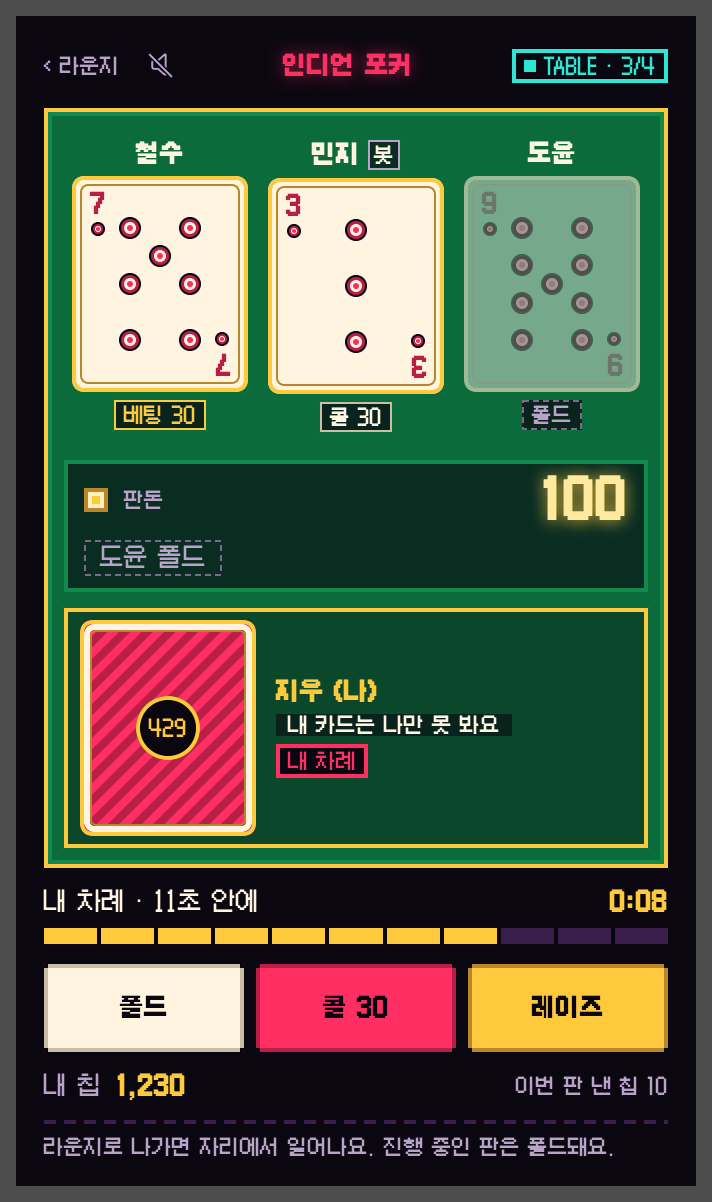 ‹ 라운지
인디언 포커
TABLE · 3/4
철수
민지 봇
도윤
7
7
3
3
9
9
베팅 30
콜 30
폴드
판돈
100
도윤 폴드
429
지우 (나)
내 카드는 나만 못 봐요
내 차례
내 차례 · 11초 안에
0:08
폴드
콜 30
레이즈
내 칩 1,230
이번 판 낸 칩 10
라운지로 나가면 자리에서 일어나요. 진행 중인 판은 폴드돼요.